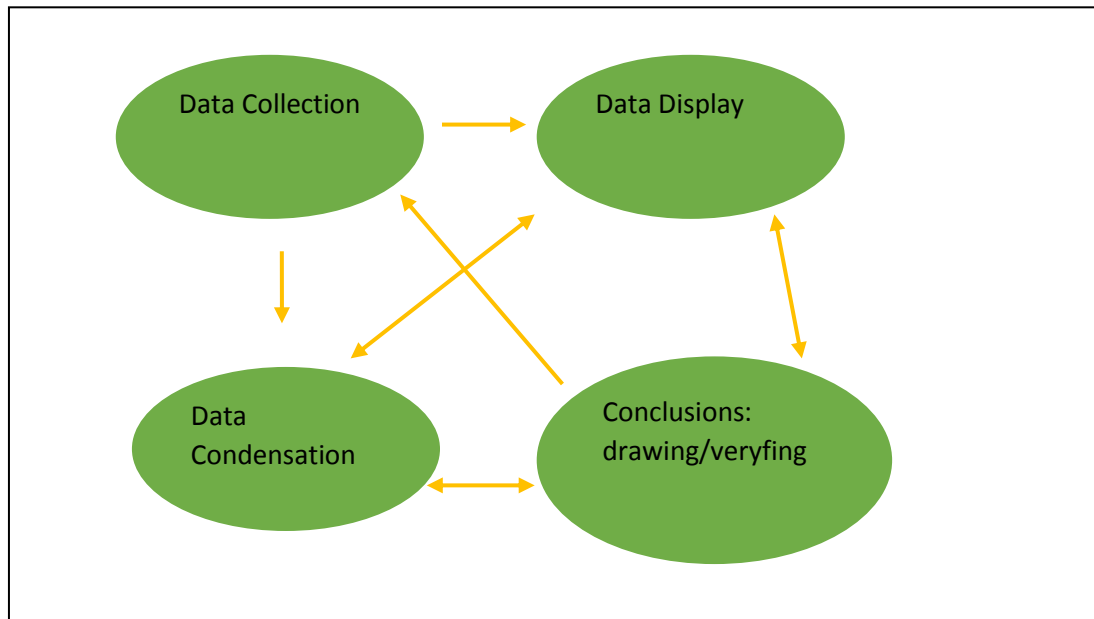 Data Collection
Data Display
Data
Condensation
Conclusions:
drawing/veryfing